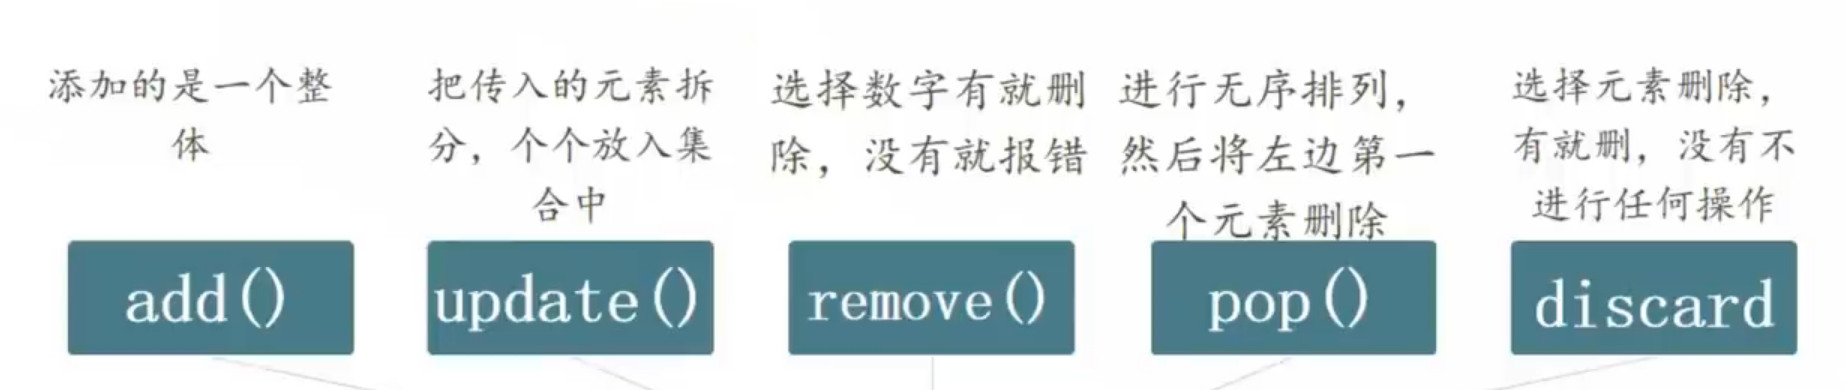 添加的是一个整
体
把传入的元素拆
分，个个放入集
合中
选择数字有就删
除，没有就报错
进行无序排列，
然后将左边第一
个元素删除
选择元素删除，
有就删，没有不
进行任何操作
add()
update()
remove()
pop()
discard